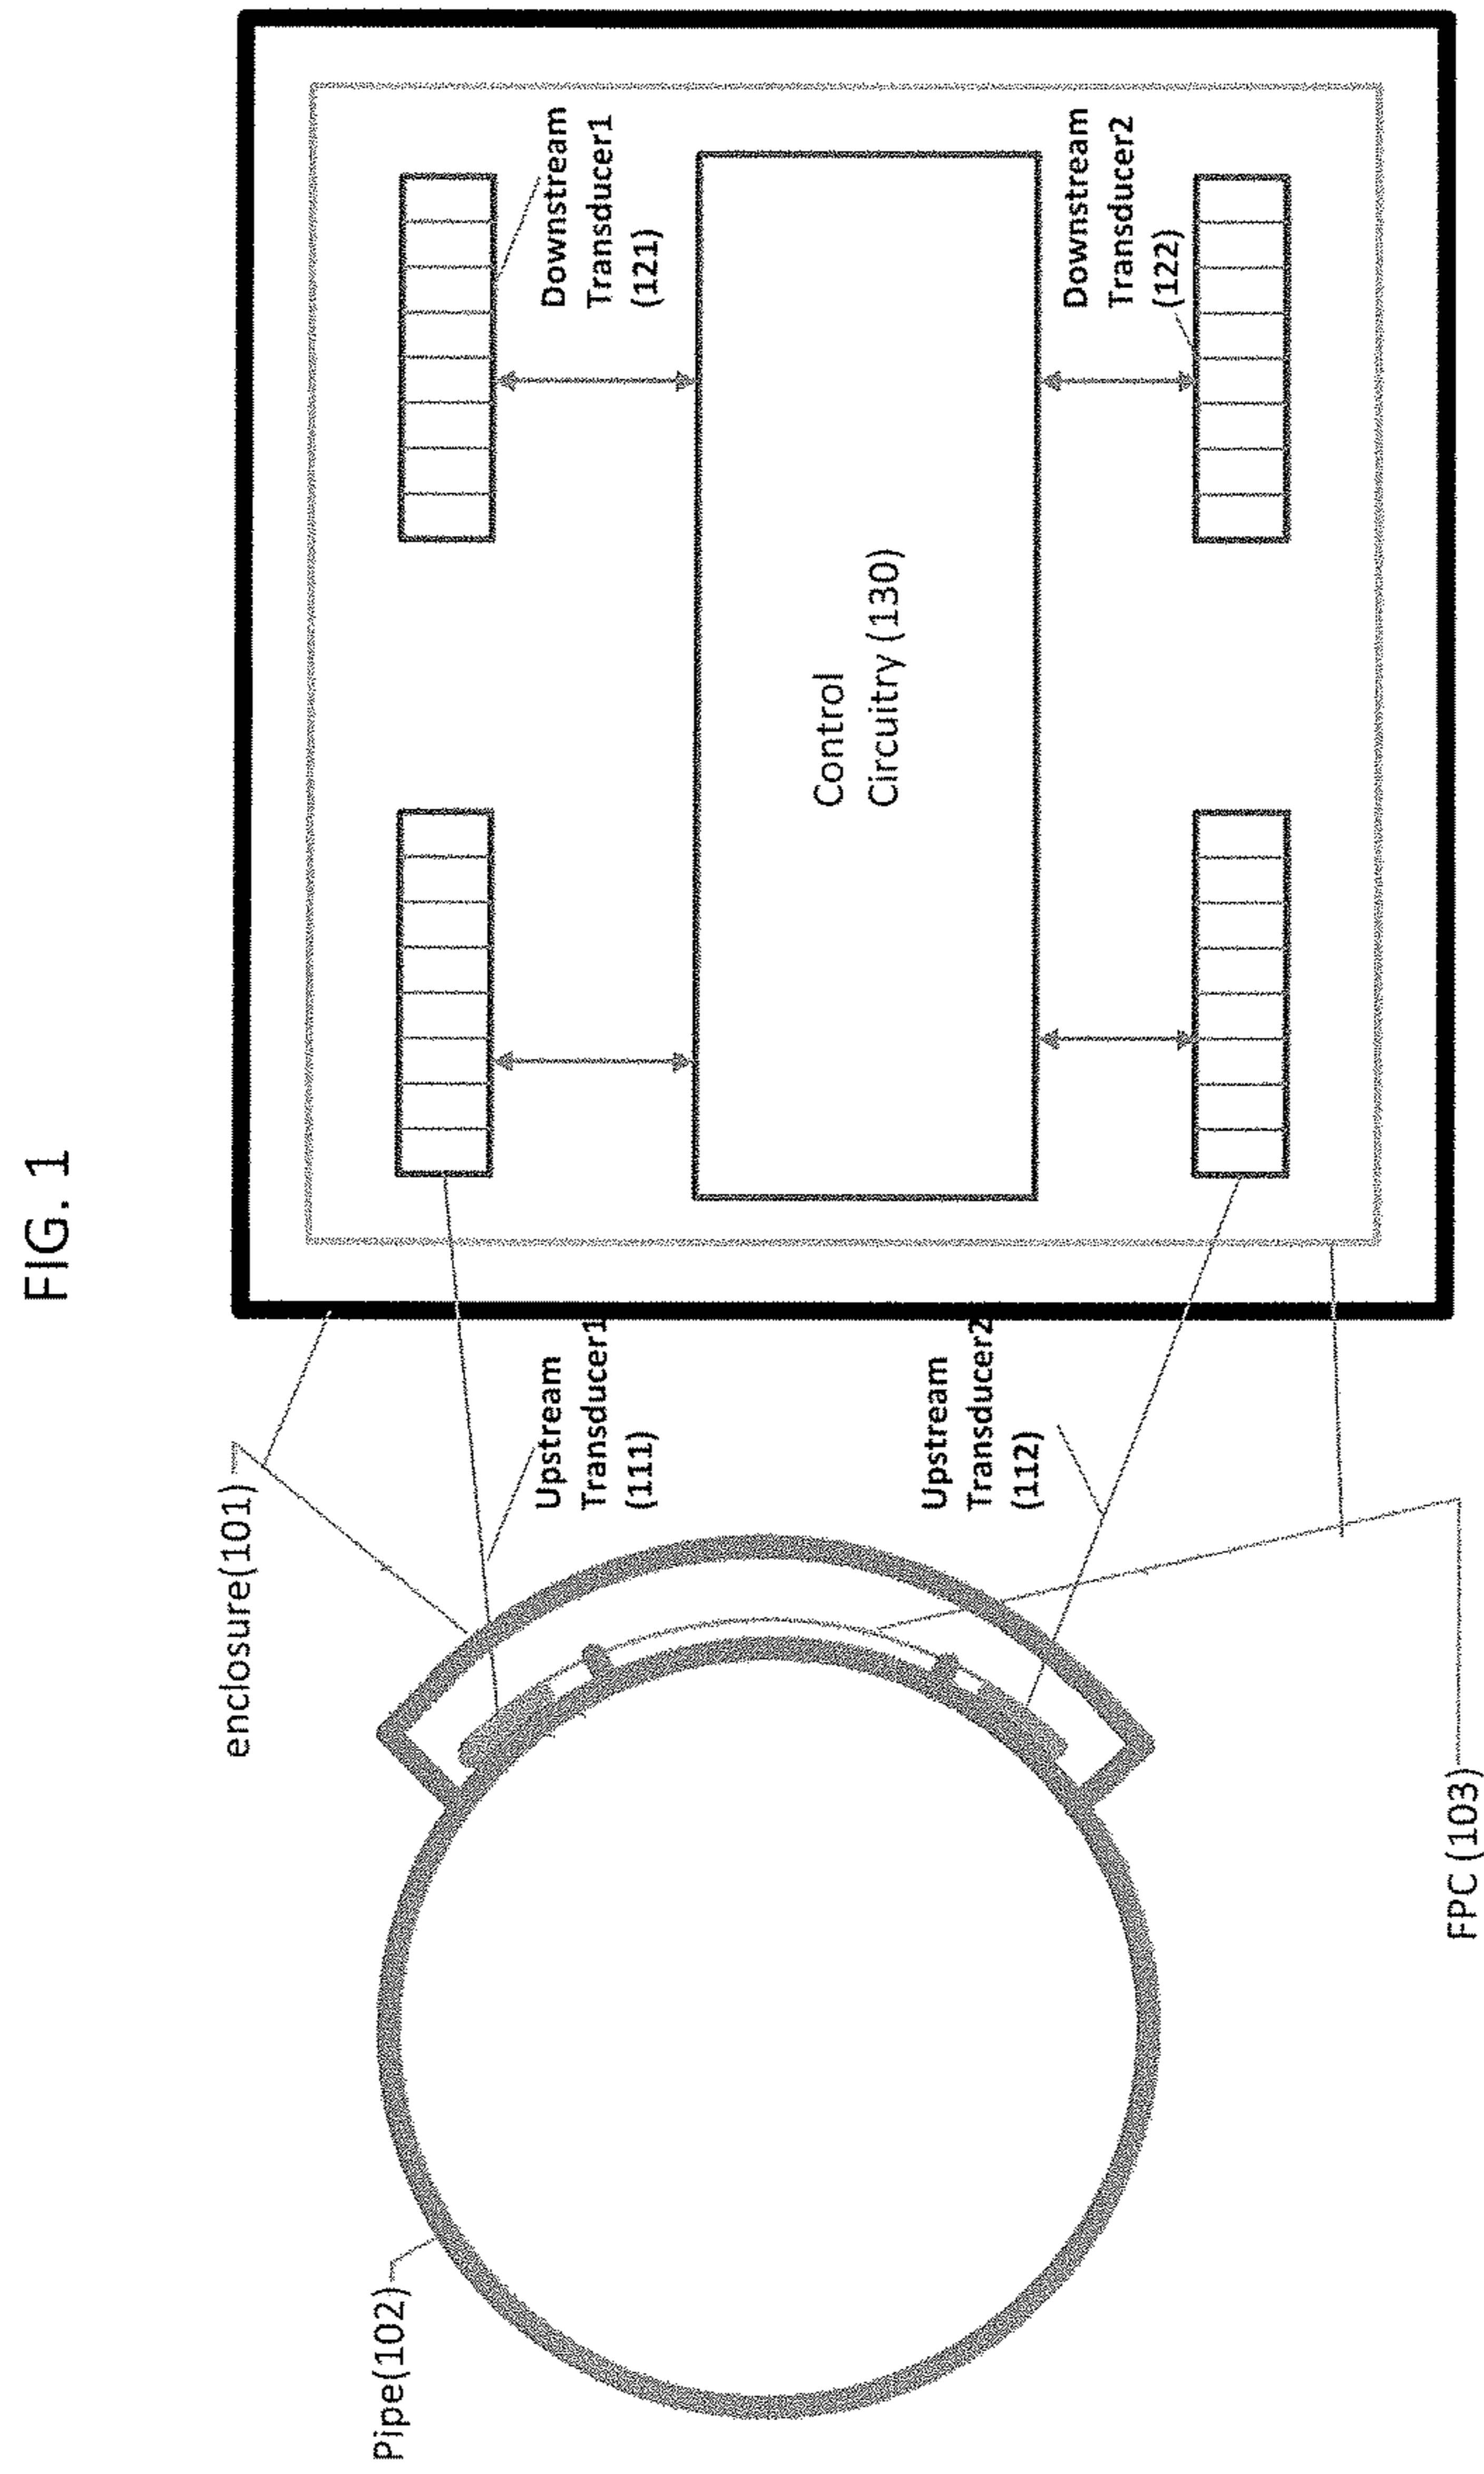 FIG. 1
Pipe(102)
enclosure(101)
Upstream
Transducer1
(111)
Downstream
Transducer1
(121)
Control
Circuitry (130)
Upstream
Transducer2
(112)
Downstream
Transducer2
(122)
FPC (103)